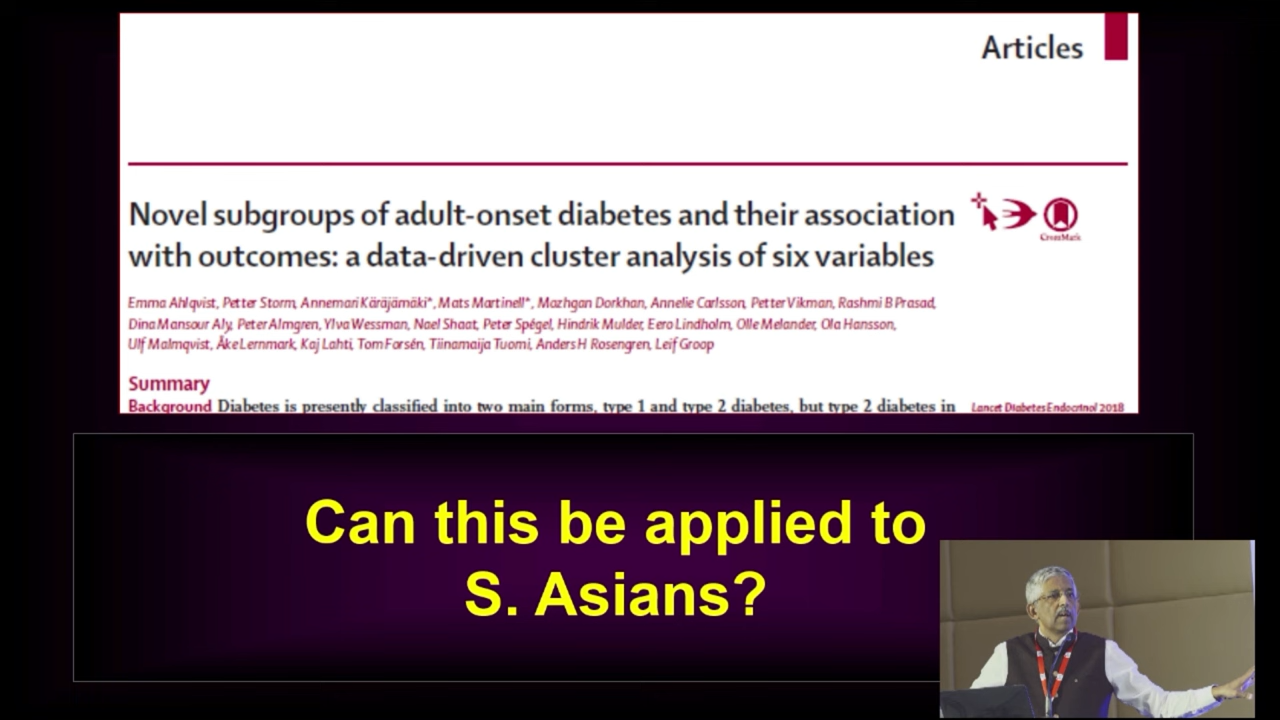 Articles
Novel subgroups of adult-onset diabetes and their association
with outcomes: a data-driven cluster analysis of six variables
CrossMark
Emma Ahlqvist, Petter Storm, Annemari Käräjämäki*, Mats Martinell*, Mozhgan Dorkhan, Annelie Carlsson, Petter Vikman, Rashmi B Prasad,
Dina Mansour Aly, Peter Almgren, Ylva Wessman, Nael Shaat, Peter Spégel, Hindrik Mulder, Eero Lindholm, Olle Melander, Ola Hansson,
Ulf Malmqvist, Åke Lernmark, Kaj Lahti, Tom Forsén, Tiinamaija Tuomi, Anders H Rosengren, Leif Groop
Summary
Background Diabetes is presently classified into two main forms, type 1 and type 2 diabetes, but type 2 diabetes in
Lancet Diabetes Endocrinol 2018
Can this be applied to
S. Asians?